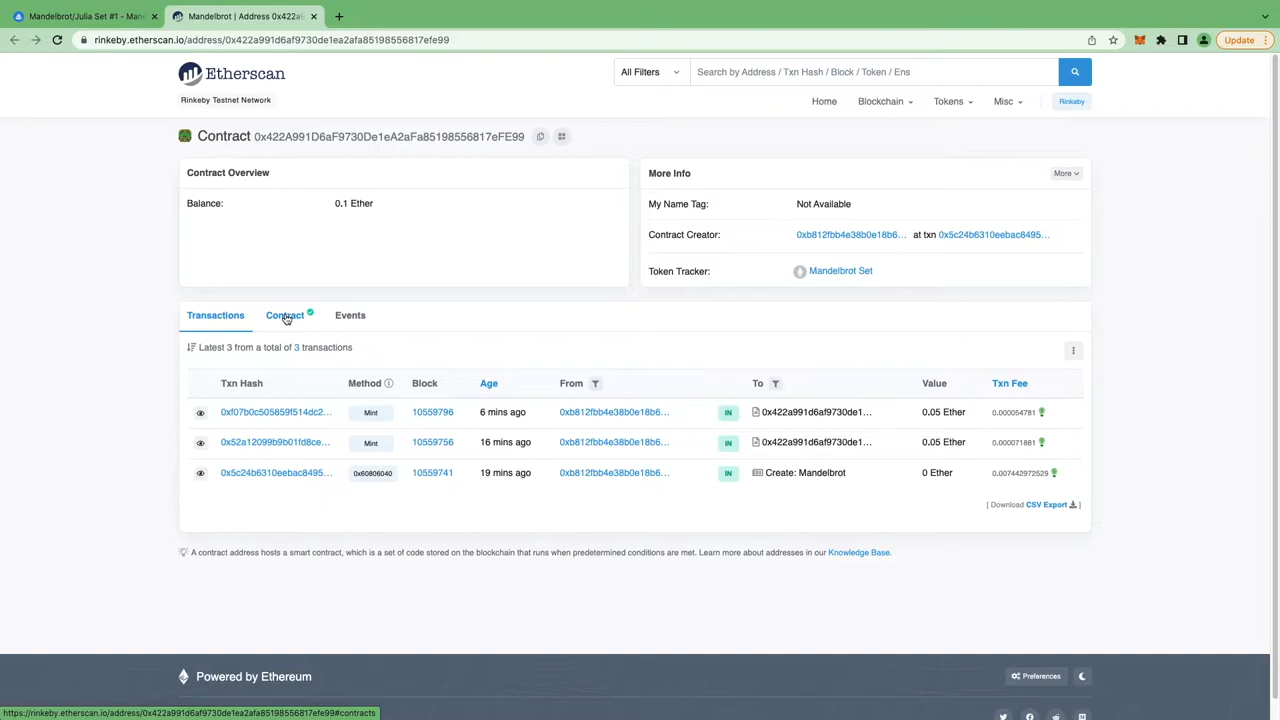 Mandelbrot/Julia Set #1 - Man
Mandelbrot | Address 0x422a9
rinkeby.etherscan.io/address/0x422a991d6af9730de1ea2afa85198556817efe99
Update
Etherscan
Rinkeby Testnet Network
All Filters
Search by Address / Txn Hash / Block / Token / Ens
Home
Blockchain
Tokens
Misc
Rinkeby
Contract 0x422A991D6aF9730De1eA2aFa85198556817eFE99
Contract Overview
Balance:
0.1 Ether
More Info
More
My Name Tag:
Not Available
Contract Creator:
0xb812fbb4e38b0e18b6... at txn 0x5c24b6310eebac8495...
Token Tracker:
Mandelbrot Set
Transactions
Contract
Events
Latest 3 from a total of 3 transactions
Txn Hash Method Block Age From To Value Txn Fee
0xf07b0c505859f514dc2... Mint 10559796 6 mins ago 0xb812fbb4e38b0e18b6... IN 0x422a991d6af9730de1... 0.05 Ether 0.000054781
0x52a12099b9b01fd8ce... Mint 10559756 16 mins ago 0xb812fbb4e38b0e18b6... IN 0x422a991d6af9730de1... 0.05 Ether 0.000071881
0x5c24b6310eebac8495... 0x60806040 10559741 19 mins ago 0xb812fbb4e38b0e18b6... IN Create: Mandelbrot 0 Ether 0.007442972529
[ Download CSV Export ]
A contract address hosts a smart contract, which is a set of code stored on the blockchain that runs when predetermined conditions are met. Learn more about addresses in our Knowledge Base.
Powered by Ethereum
Preferences
https://rinkeby.etherscan.io/address/0x422a991d6af9730de1ea2afa85198556817efe99#contracts